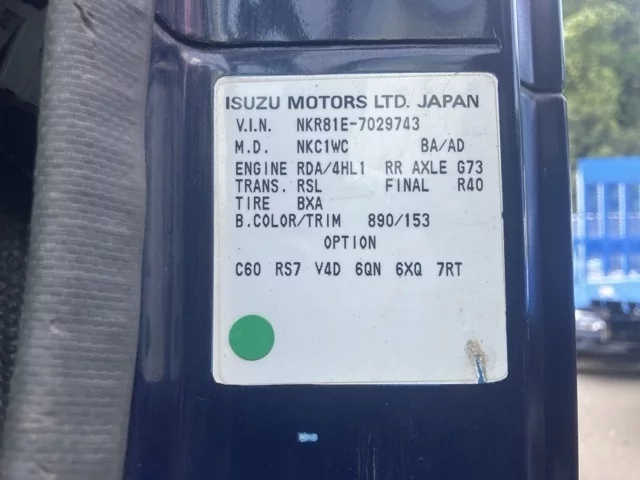 ISUZU MOTORS LTD. JAPAN
V.I.N. NKR81E-7029743
M.D. NKC1WC BA/AD
ENGINE RDA/4HL1 RR AXLE G73
TRANS. RSL FINAL R40
TIRE BXA
B.COLOR/TRIM 890/153
OPTION
C60 RS7 V4D 6QN 6XQ 7RT